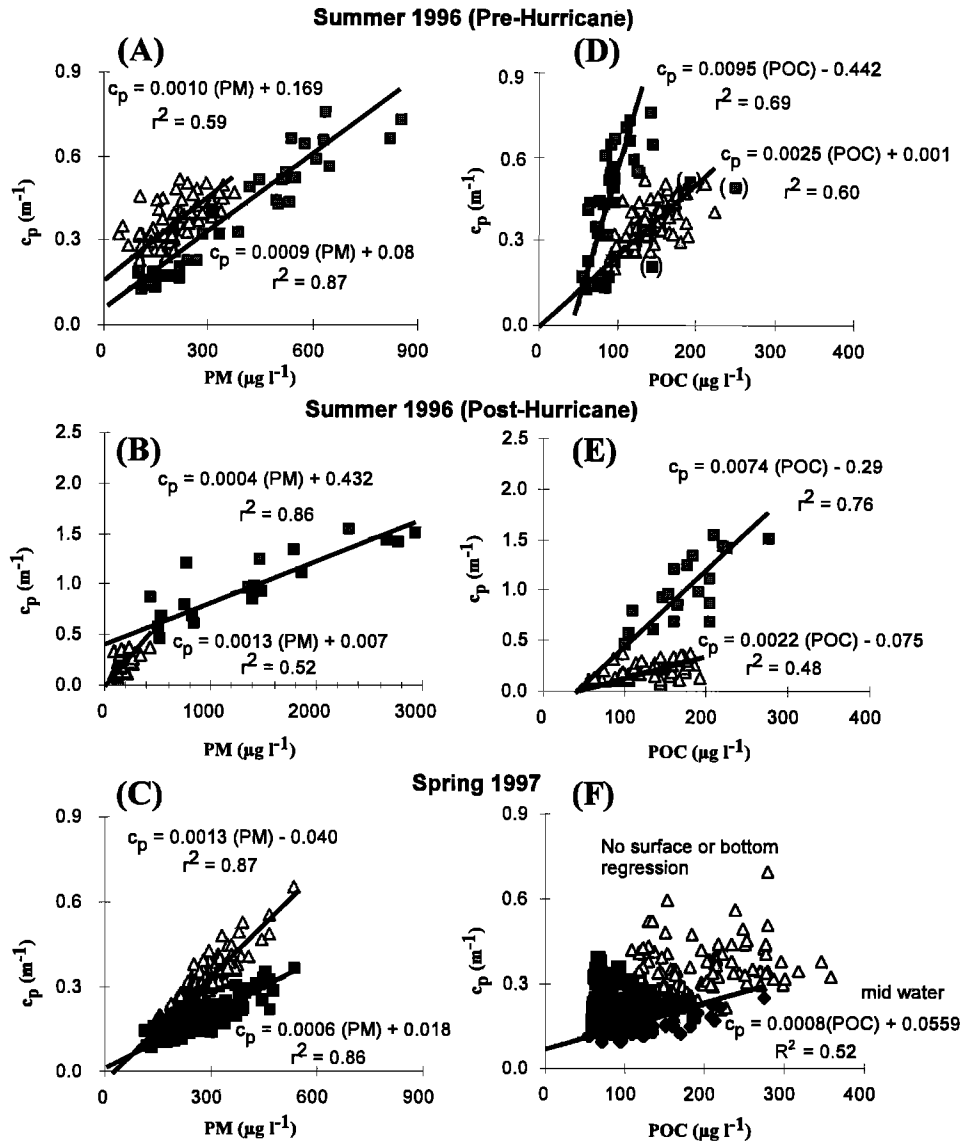 Summer 1996 (Pre-Hurricane)
(A)
0.9
0.6
0.3
0.0
c_p (m⁻¹)
c_p = 0.0010 (PM) + 0.169
r² = 0.59
c_p = 0.0009 (PM) + 0.08
r² = 0.87
0 300 600 900
PM (µg l⁻¹)
(D)
0.9
0.6
0.3
0.0
c_p (m⁻¹)
c_p = 0.0095 (POC) - 0.442
r² = 0.69
c_p = 0.0025 (POC) + 0.001
r² = 0.60
0 100 200 300 400
POC (µg l⁻¹)
Summer 1996 (Post-Hurricane)
(B)
2.5
2.0
1.5
1.0
0.5
0.0
c_p (m⁻¹)
c_p = 0.0004 (PM) + 0.432
r² = 0.86
c_p = 0.0013 (PM) + 0.007
r² = 0.52
0 1000 2000 3000
PM (µg l⁻¹)
(E)
2.5
2.0
1.5
1.0
0.5
0.0
c_p (m⁻¹)
c_p = 0.0074 (POC) - 0.29
r² = 0.76
c_p = 0.0022 (POC) - 0.075
r² = 0.48
0 100 200 300 400
POC (µg l⁻¹)
Spring 1997
(C)
0.9
0.6
0.3
0.0
c_p (m⁻¹)
c_p = 0.0013 (PM) - 0.040
r² = 0.87
c_p = 0.0006 (PM) + 0.018
r² = 0.86
0 300 600 900
PM (µg l⁻¹)
(F)
0.9
0.6
0.3
0.0
c_p (m⁻¹)
No surface or bottom
regression
mid water
c_p = 0.0008(POC) + 0.0559
R² = 0.52
0 100 200 300 400
POC (µg l⁻¹)